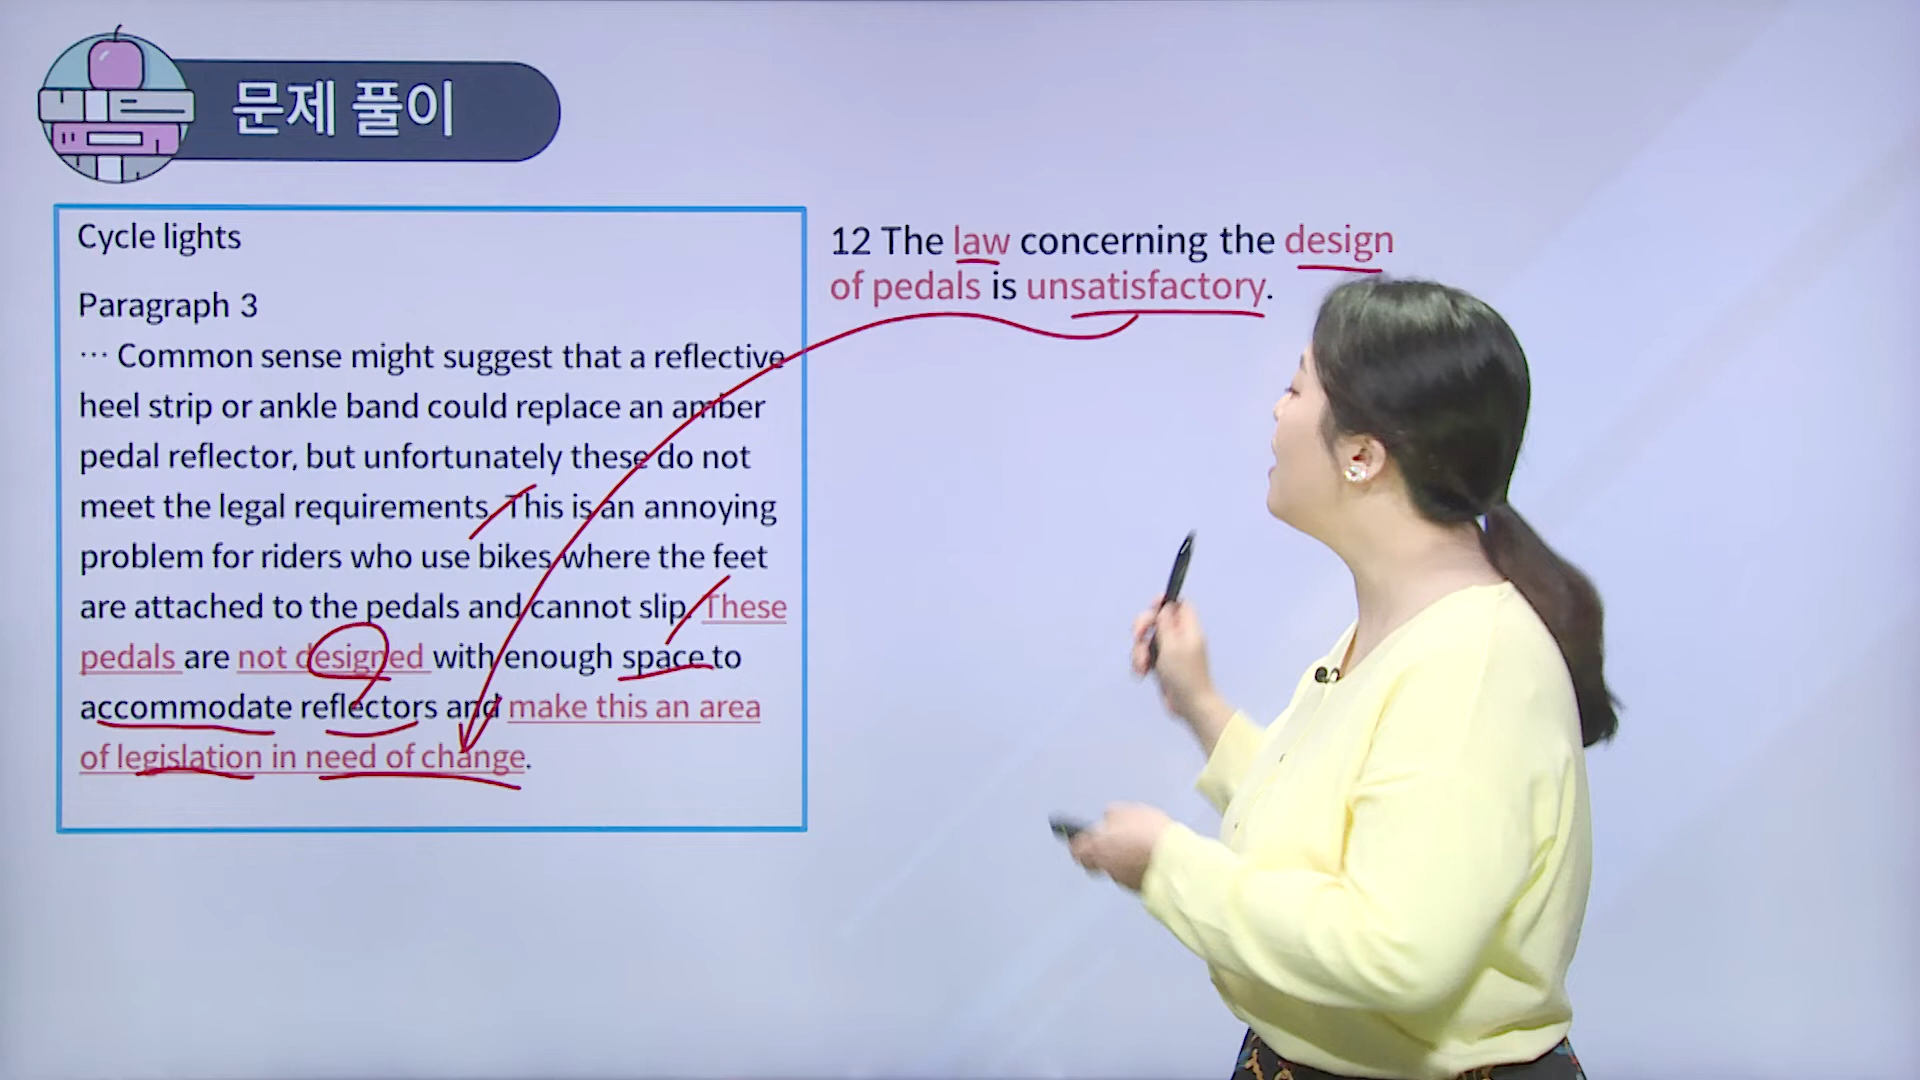 문제 풀이
Cycle lights
Paragraph 3
… Common sense might suggest that a reflective
heel strip or ankle band could replace an amber
pedal reflector, but unfortunately these do not
meet the legal requirements. This is an annoying
problem for riders who use bikes where the feet
are attached to the pedals and cannot slip. These
pedals are not designed with enough space to
accommodate reflectors and make this an area
of legislation in need of change.
12 The law concerning the design
of pedals is unsatisfactory.